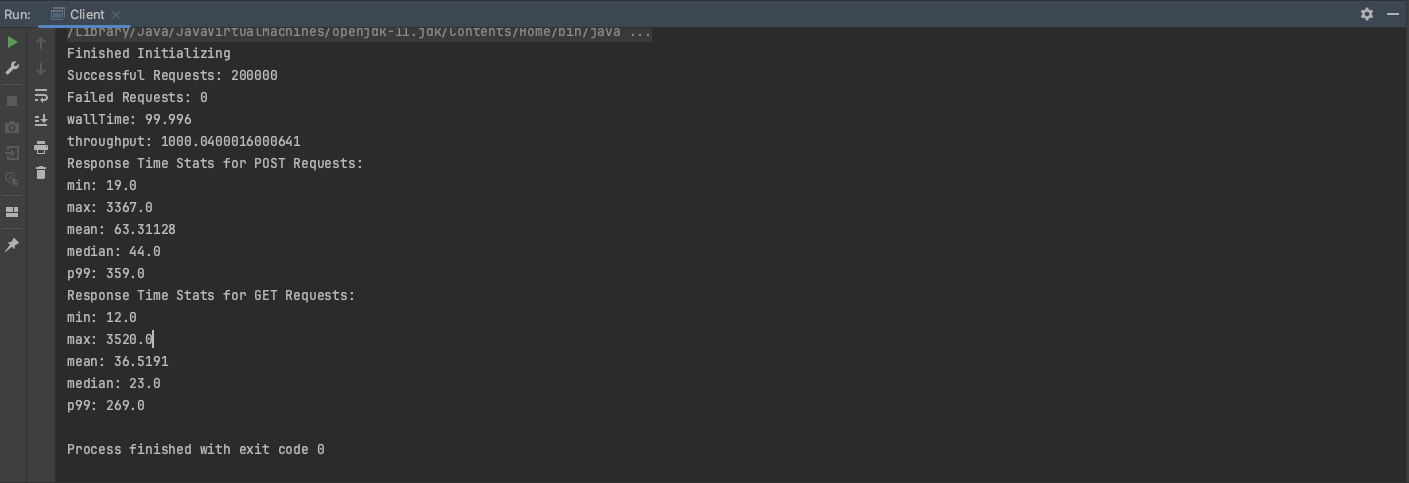 Run: Client
/Library/Java/JavaVirtualMachines/openjdk-11.jdk/Contents/Home/bin/java ...
Finished Initializing
Successful Requests: 200000
Failed Requests: 0
wallTime: 99.996
throughput: 1000.0400016000641
Response Time Stats for POST Requests:
min: 19.0
max: 3367.0
mean: 63.31128
median: 44.0
p99: 359.0
Response Time Stats for GET Requests:
min: 12.0
max: 3520.0
mean: 36.5191
median: 23.0
p99: 269.0
Process finished with exit code 0